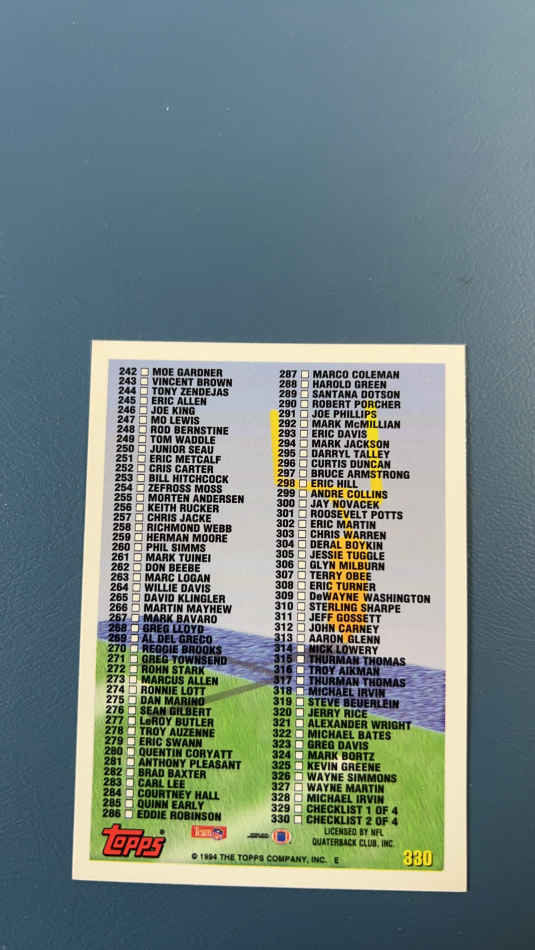 242 MOE GARDNER
243 VINCENT BROWN
244 TONY ZENDEJAS
245 ERIC ALLEN
246 JOE KING
247 MO LEWIS
248 ROD BERNSTINE
249 TOM WADDLE
250 JUNIOR SEAU
251 ERIC METCALF
252 CRIS CARTER
253 BILL HITCHCOCK
254 ZEFROSS MOSS
255 MORTEN ANDERSEN
256 KEITH RUCKER
257 CHRIS JACKE
258 RICHMOND WEBB
259 HERMAN MOORE
260 PHIL SIMMS
261 MARK TUINEI
262 DON BEEBE
263 MARC LOGAN
264 WILLIE DAVIS
265 DAVID KLINGLER
266 MARTIN MAYHEW
267 MARK BAVARO
268 GREG LLOYD
269 AL DEL GRECO
270 REGGIE BROOKS
271 GREG TOWNSEND
272 ROHN STARK
273 MARCUS ALLEN
274 RONNIE LOTT
275 DAN MARINO
276 SEAN GILBERT
277 LeROY BUTLER
278 TROY AUZENNE
279 ERIC SWANN
280 QUENTIN CORYATT
281 ANTHONY PLEASANT
282 BRAD BAXTER
283 CARL LEE
284 COURTNEY HALL
285 QUINN EARLY
286 EDDIE ROBINSON
287 MARCO COLEMAN
288 HAROLD GREEN
289 SANTANA DOTSON
290 ROBERT PORCHER
291 JOE PHILLIPS
292 MARK McMILLIAN
293 ERIC DAVIS
294 MARK JACKSON
295 DARRYL TALLEY
296 CURTIS DUNCAN
297 BRUCE ARMSTRONG
298 ERIC HILL
299 ANDRE COLLINS
300 JAY NOVACEK
301 ROOSEVELT POTTS
302 ERIC MARTIN
303 CHRIS WARREN
304 DERAL BOYKIN
305 JESSIE TUGGLE
306 GLYN MILBURN
307 TERRY OBEE
308 ERIC TURNER
309 DeWAYNE WASHINGTON
310 STERLING SHARPE
311 JEFF GOSSETT
312 JOHN CARNEY
313 AARON GLENN
314 NICK LOWERY
315 THURMAN THOMAS
316 TROY AIKMAN
317 THURMAN THOMAS
318 MICHAEL IRVIN
319 STEVE BEUERLEIN
320 JERRY RICE
321 ALEXANDER WRIGHT
322 MICHAEL BATES
323 GREG DAVIS
324 MARK BORTZ
325 KEVIN GREENE
326 WAYNE SIMMONS
327 WAYNE MARTIN
328 MICHAEL IRVIN
329 CHECKLIST 1 OF 4
330 CHECKLIST 2 OF 4
TOPPS®
Team NFL
LICENSED BY NFL
QUATERBACK CLUB, INC.
© 1994 THE TOPPS COMPANY, INC. E
330